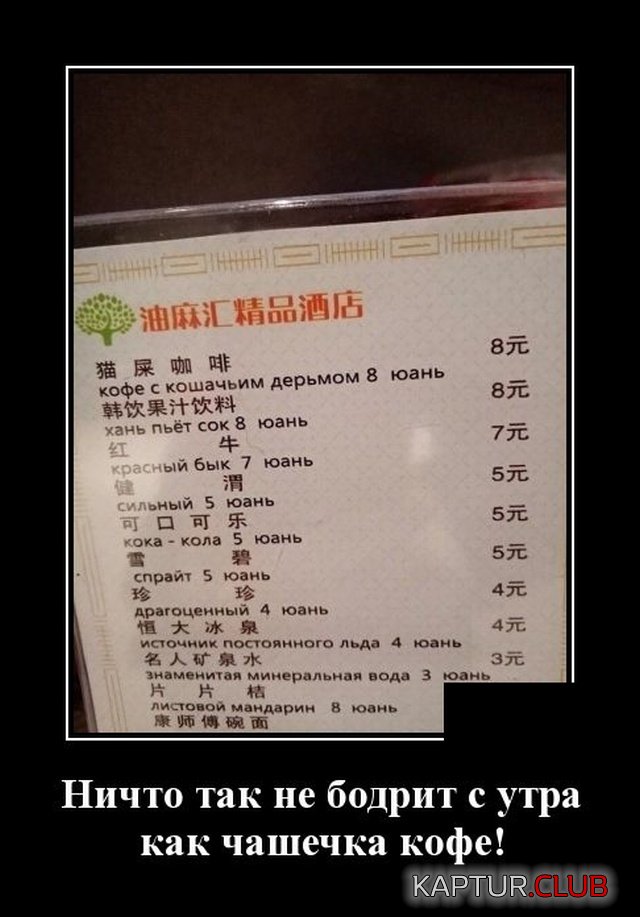 油麻汇精品酒店
猫屎咖啡 8元
кофе с кошачьим дерьмом 8 юань
韩饮果汁饮料 8元
хань пьёт сок 8 юань
红牛 7元
красный бык 7 юань
健渭 5元
сильный 5 юань
可口可乐 5元
кока - кола 5 юань
雪碧 5元
спрайт 5 юань
珍珍 4元
драгоценный 4 юань
恒大冰泉 4元
источник постоянного льда 4 юань
名人矿泉水 3元
знаменитая минеральная вода 3 юань
片片桔
листовой мандарин 8 юань
康师傅碗面
Ничто так не бодрит с утра
как чашечка кофе!
KAPTUR.CLUB